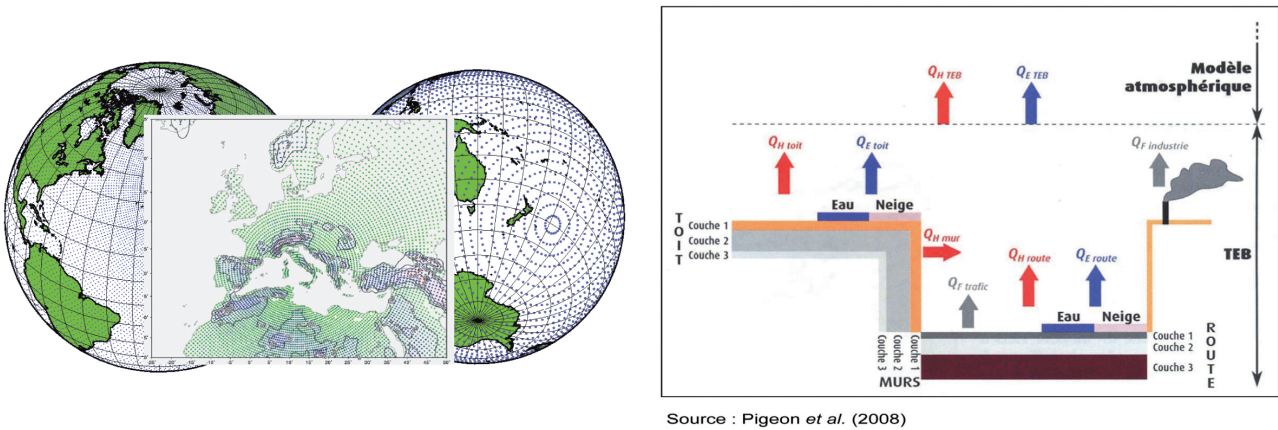 Modèle
atmosphérique
Q_H TEB
Q_E TEB
Q_H toit
Q_E toit
Q_F industrie
Eau
Neige
TOIT
Couche 1
Couche 2
Couche 3
Q_H mur
Q_H route
Q_E route
Q_F trafic
TEB
Eau
Neige
Couche 1
Couche 2
Couche 3
ROUTE
Couche 3
Couche 2
Couche 1
MURS
Source : Pigeon et al. (2008)